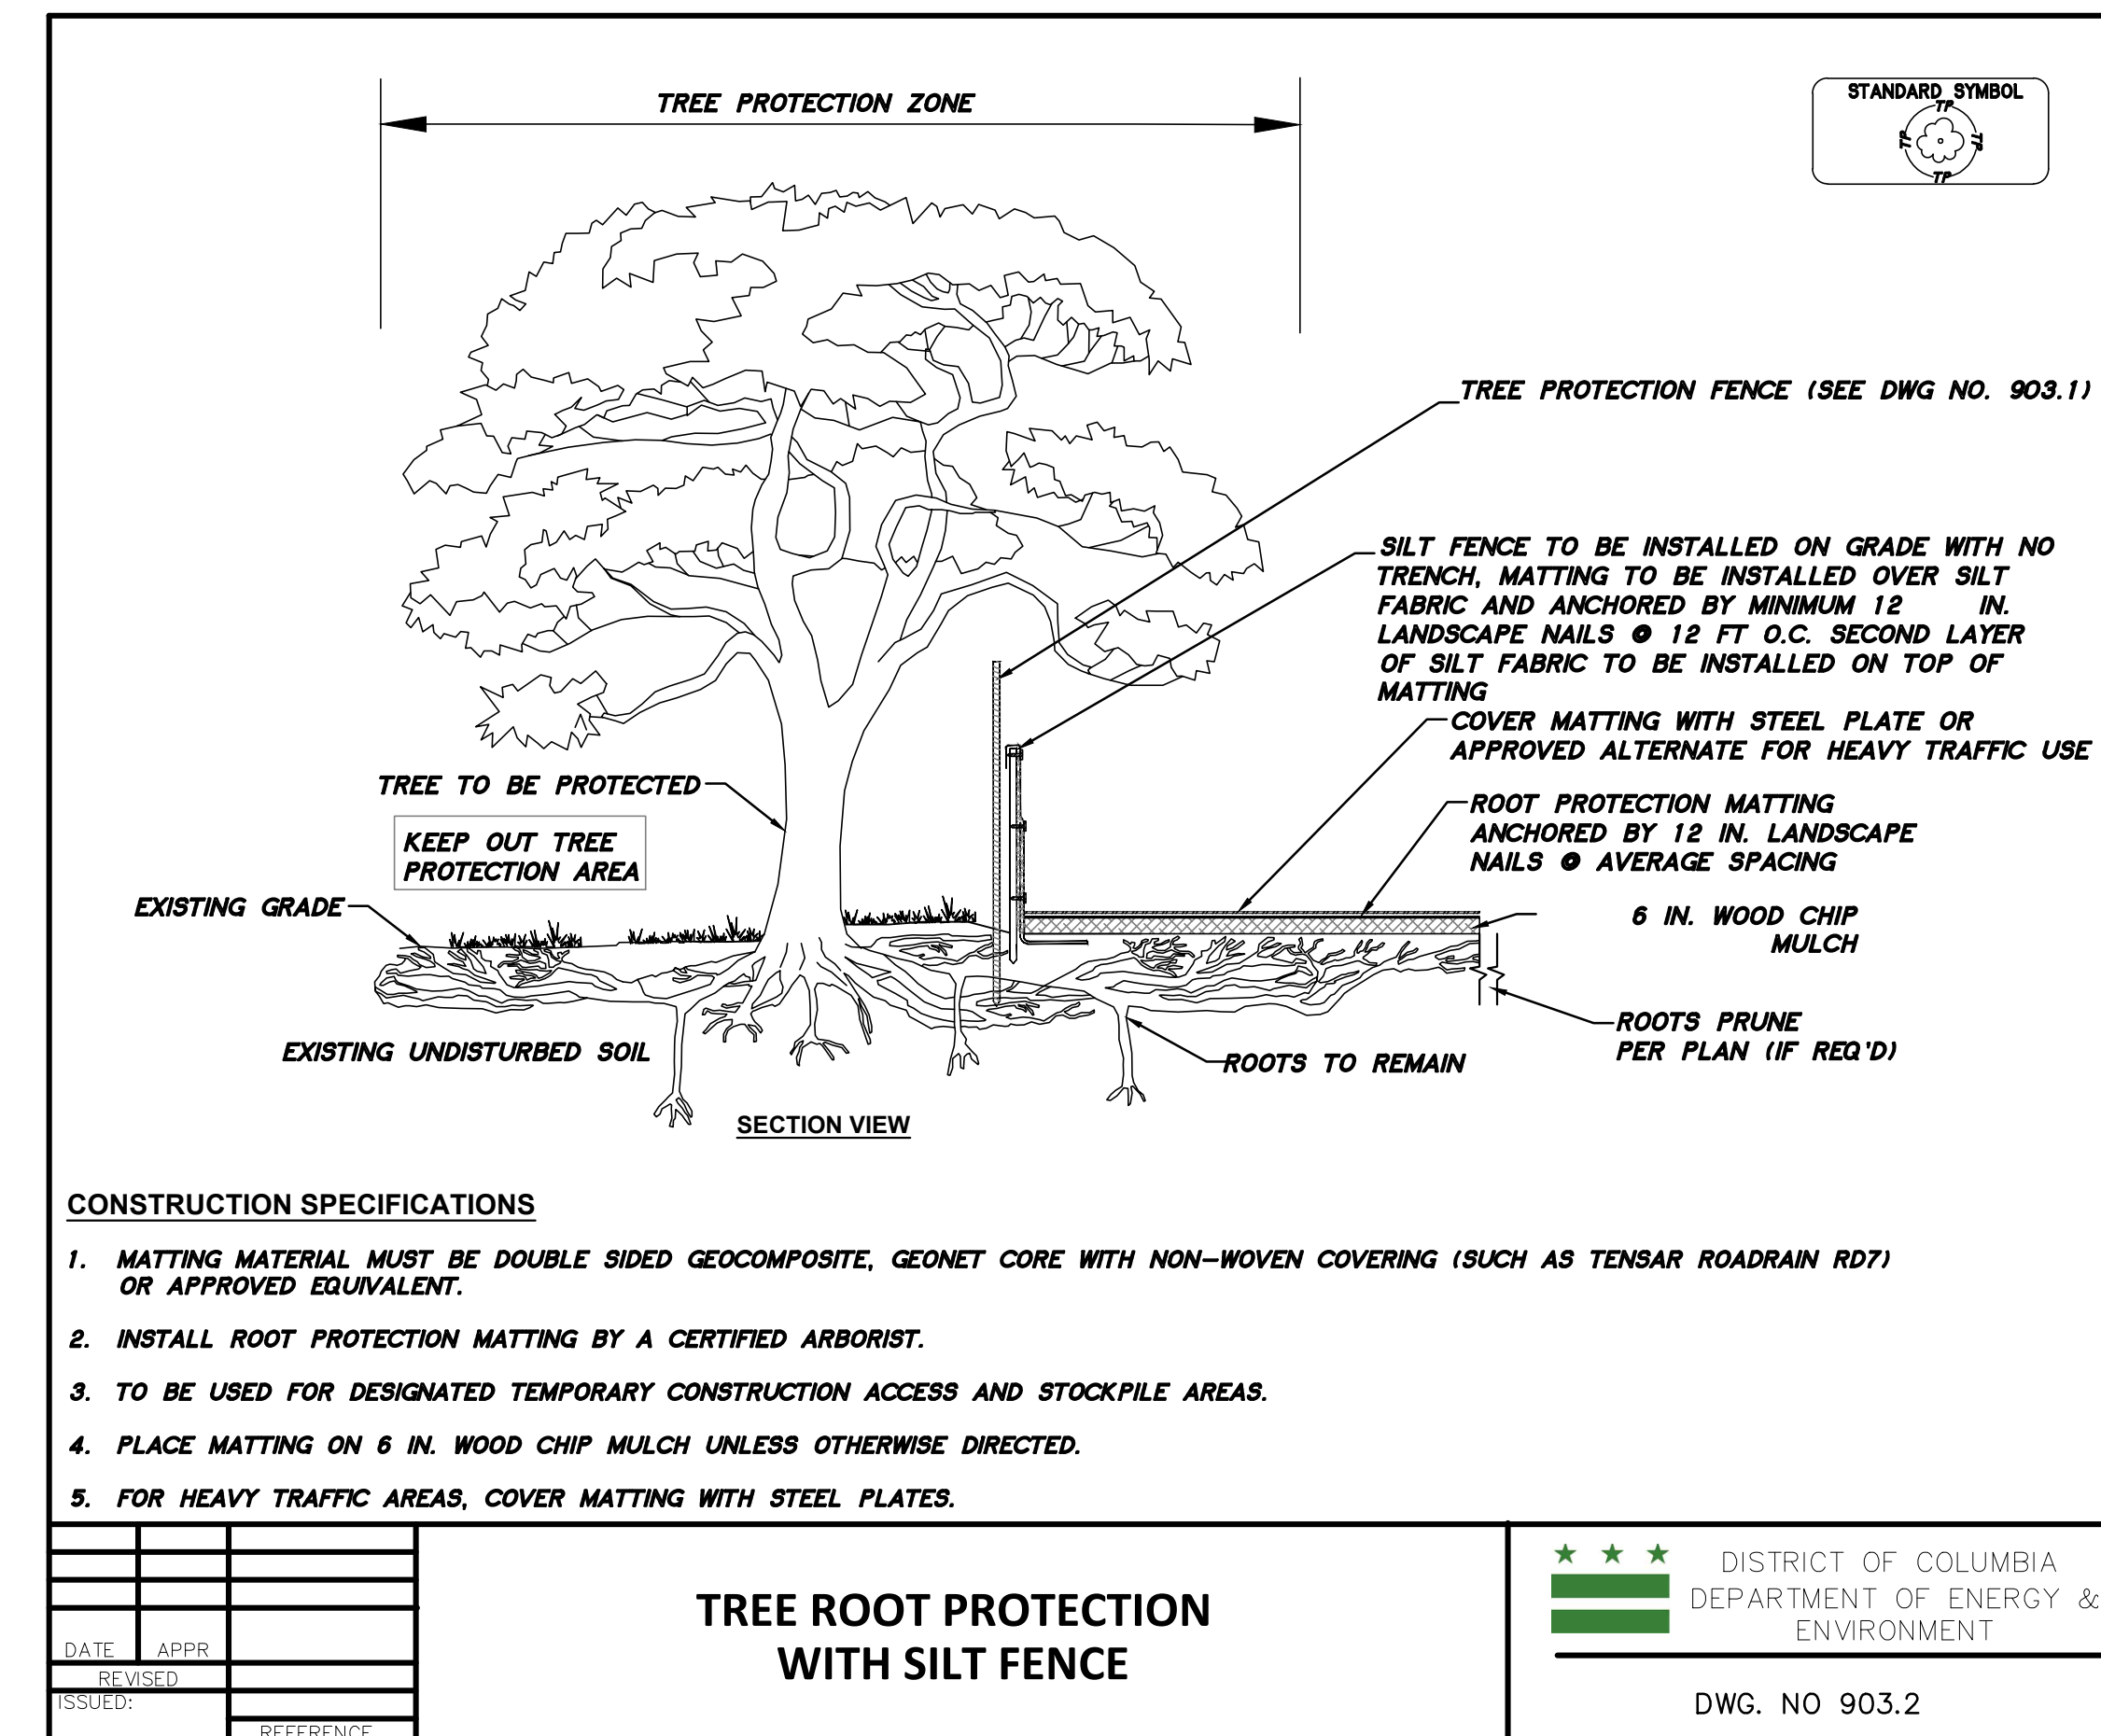 TREE PROTECTION ZONE
STANDARD SYMBOL
TP
TP
TP
TP
TREE PROTECTION FENCE (SEE DWG NO. 903.1)
SILT FENCE TO BE INSTALLED ON GRADE WITH NO
TRENCH, MATTING TO BE INSTALLED OVER SILT
FABRIC AND ANCHORED BY MINIMUM 12 IN.
LANDSCAPE NAILS @ 12 FT O.C. SECOND LAYER
OF SILT FABRIC TO BE INSTALLED ON TOP OF
MATTING
COVER MATTING WITH STEEL PLATE OR
APPROVED ALTERNATE FOR HEAVY TRAFFIC USE
TREE TO BE PROTECTED
KEEP OUT TREE
PROTECTION AREA
ROOT PROTECTION MATTING
ANCHORED BY 12 IN. LANDSCAPE
NAILS @ AVERAGE SPACING
EXISTING GRADE
6 IN. WOOD CHIP
MULCH
EXISTING UNDISTURBED SOIL
ROOTS TO REMAIN
ROOTS PRUNE
PER PLAN (IF REQ'D)
SECTION VIEW
CONSTRUCTION SPECIFICATIONS
1. MATTING MATERIAL MUST BE DOUBLE SIDED GEOCOMPOSITE, GEONET CORE WITH NON-WOVEN COVERING (SUCH AS TENSAR ROADRAIN RD7)
OR APPROVED EQUIVALENT.
2. INSTALL ROOT PROTECTION MATTING BY A CERTIFIED ARBORIST.
3. TO BE USED FOR DESIGNATED TEMPORARY CONSTRUCTION ACCESS AND STOCKPILE AREAS.
4. PLACE MATTING ON 6 IN. WOOD CHIP MULCH UNLESS OTHERWISE DIRECTED.
5. FOR HEAVY TRAFFIC AREAS, COVER MATTING WITH STEEL PLATES.
DATE APPR
REVISED
ISSUED:
REFERENCE
TREE ROOT PROTECTION
WITH SILT FENCE
DISTRICT OF COLUMBIA
DEPARTMENT OF ENERGY &
ENVIRONMENT
DWG. NO 903.2